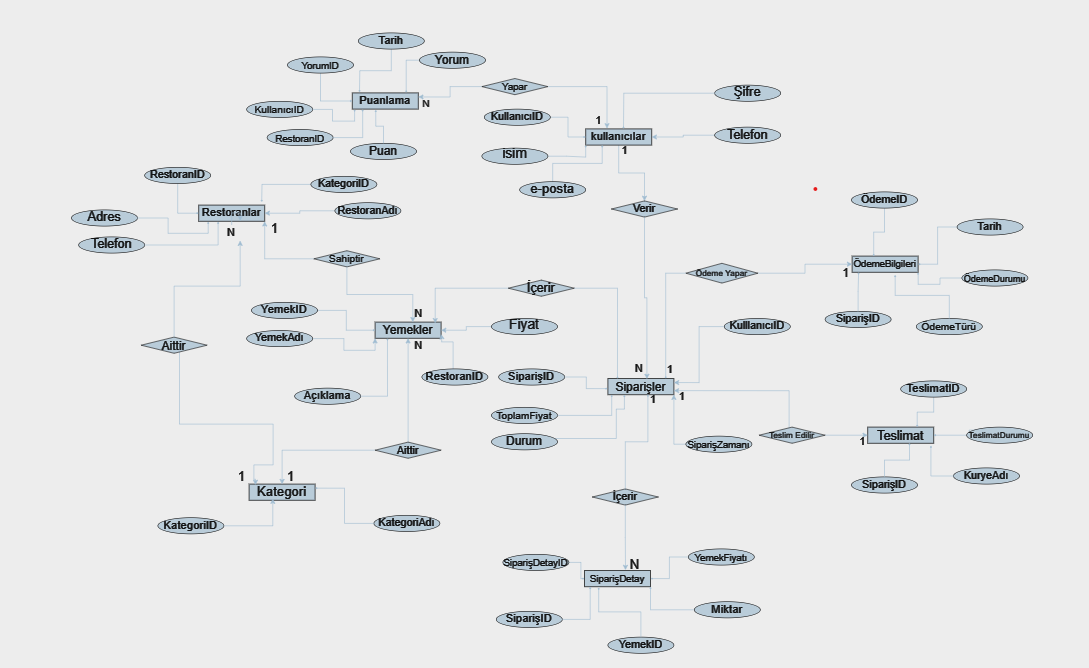 Tarih
YorumID
Yorum
Puanlama
N
Yapar
KullanıcıID
RestoranID
Puan
KullanıcıID
isim
e-posta
1
kullanıcılar
1
Şifre
Telefon
RestoranID
KategoriID
Adres
Restoranlar
RestoranAdı
Telefon
N
1
Verir
Sahiptir
ÖdemeID
Tarih
ÖdemeBilgileri
1
Ödeme Yapar
ÖdemeDurumu
SiparişID
ÖdemeTürü
İçerir
YemekID
N
Yemekler
Fiyat
YemekAdı
N
Aittir
RestoranID
Açıklama
KulllanıcıID
N
1
SiparişID
Siparişler
1
1
ToplamFiyat
Durum
SiparişZamanı
TeslimatID
Teslim Edilir
1
Teslimat
TeslimatDurumu
SiparişID
KuryeAdı
Aittir
1
1
Kategori
KategoriID
KategoriAdı
İçerir
N
SiparişDetayID
SiparişDetay
YemekFiyatı
SiparişID
Miktar
YemekID